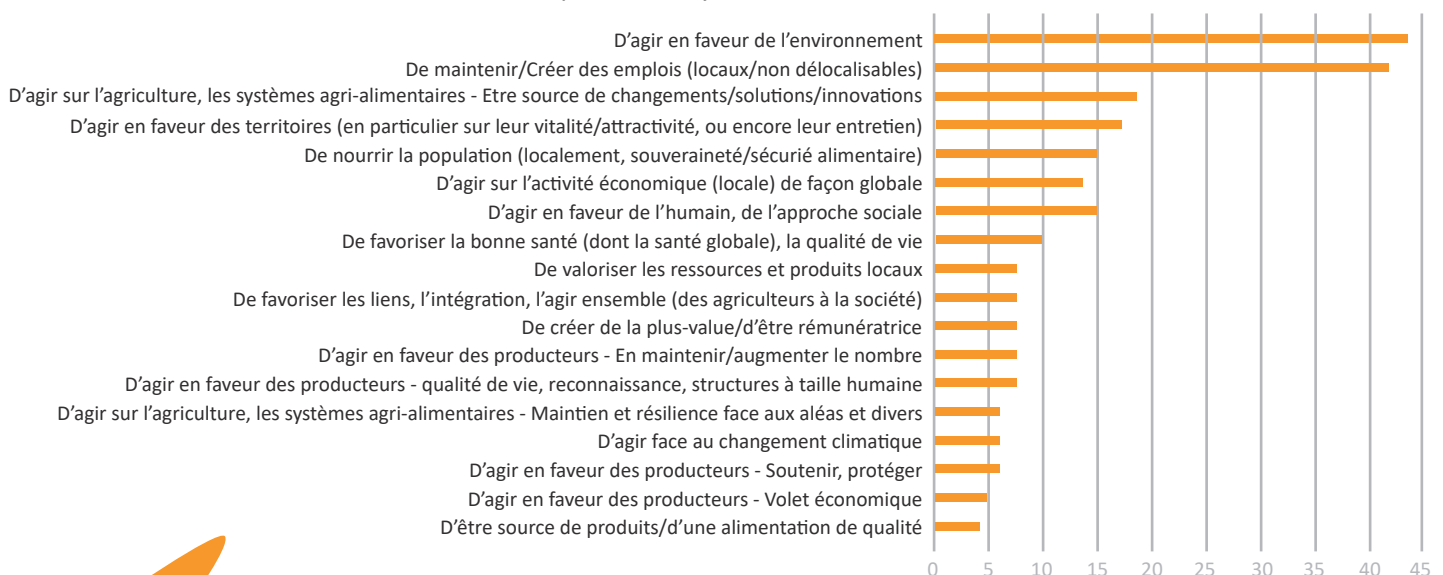 D’agir en faveur de l’environnement
De maintenir/Créer des emplois (locaux/non délocalisables)
D’agir sur l’agriculture, les systèmes agri-alimentaires - Etre source de changements/solutions/innovations
D’agir en faveur des territoires (en particulier sur leur vitalité/attractivité, ou encore leur entretien)
De nourrir la population (localement, souveraineté/sécurié alimentaire)
D’agir sur l’activité économique (locale) de façon globale
D’agir en faveur de l’humain, de l’approche sociale
De favoriser la bonne santé (dont la santé globale), la qualité de vie
De valoriser les ressources et produits locaux
De favoriser les liens, l’intégration, l’agir ensemble (des agriculteurs à la société)
De créer de la plus-value/d’être rémunératrice
D’agir en faveur des producteurs - En maintenir/augmenter le nombre
D’agir en faveur des producteurs - qualité de vie, reconnaissance, structures à taille humaine
D’agir sur l’agriculture, les systèmes agri-alimentaires - Maintien et résilience face aux aléas et divers
D’agir face au changement climatique
D’agir en faveur des producteurs - Soutenir, protéger
D’agir en faveur des producteurs - Volet économique
D’être source de produits/d’une alimentation de qualité
0 5 10 15 20 25 30 35 40 45